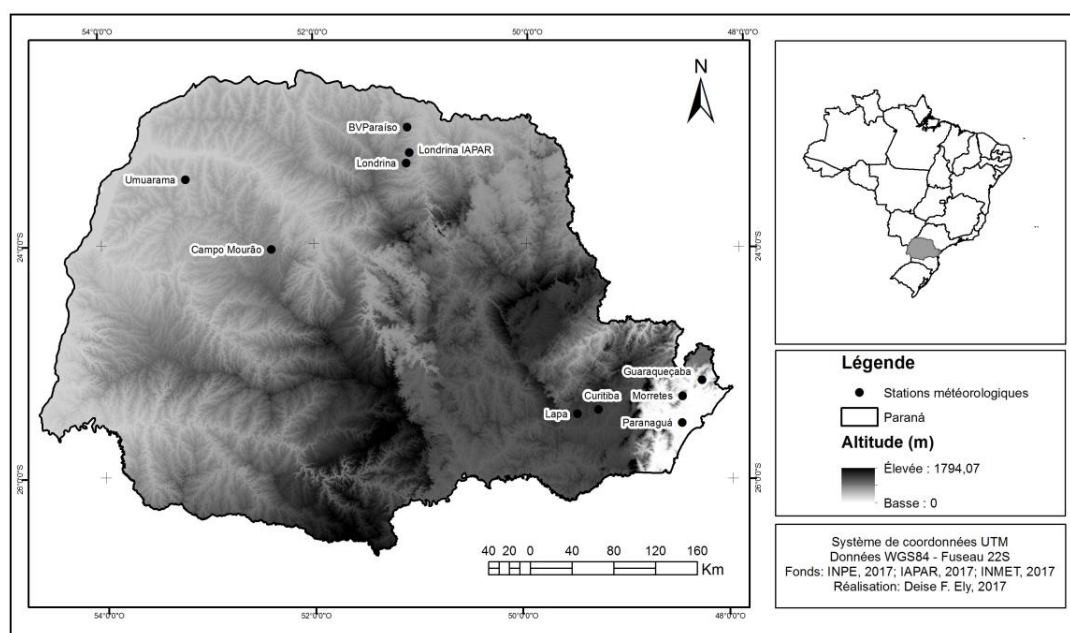 54°0'0"O
52°0'0"O
50°0'0"O
48°0'0"O
N
BVParaíso
Londrina IAPAR
Londrina
Umuarama
24°0'0"S
24°0'0"S
Campo Mourão
Guaraqueçaba
Curitiba
Morretes
Lapa
Paranaguá
26°0'0"S
26°0'0"S
40 20 0 40 80 120 160
Km
54°0'0"O
52°0'0"O
50°0'0"O
48°0'0"O
Légende
Stations météorologiques
Paraná
Altitude (m)
Élevée : 1794,07
Basse : 0
Système de coordonnées UTM
Données WGS84 - Fuseau 22S
Fonds: INPE, 2017; IAPAR, 2017; INMET, 2017
Réalisation: Deise F. Ely, 2017